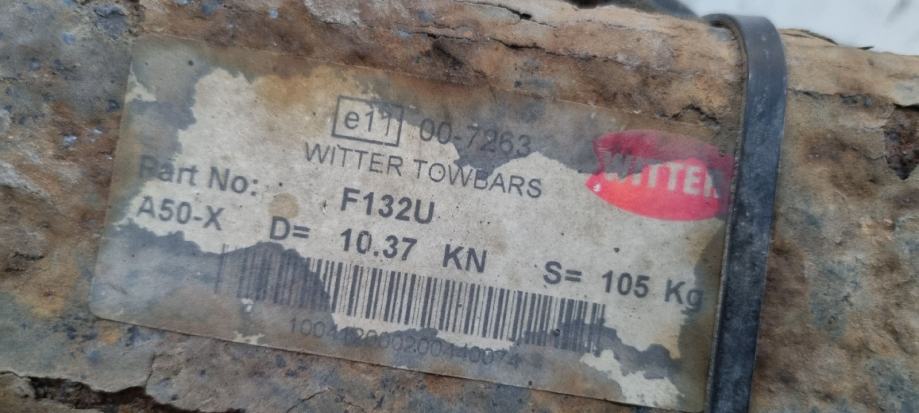 e11 00-7263
WITTER TOWBARS
WITTER
Part No: F132U
A50-X D= 10.37 KN S= 105 Kg